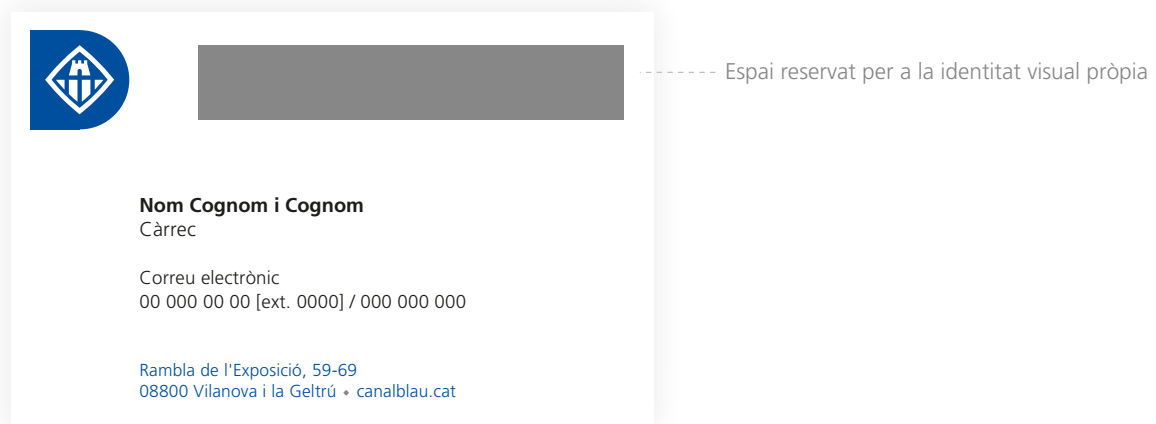 Espai reservat per a la identitat visual pròpia
Nom Cognom i Cognom
Càrrec
Correu electrònic
00 000 00 00 [ext. 0000] / 000 000 000
Rambla de l'Exposició, 59-69
08800 Vilanova i la Geltrú ⬩ canalblau.cat